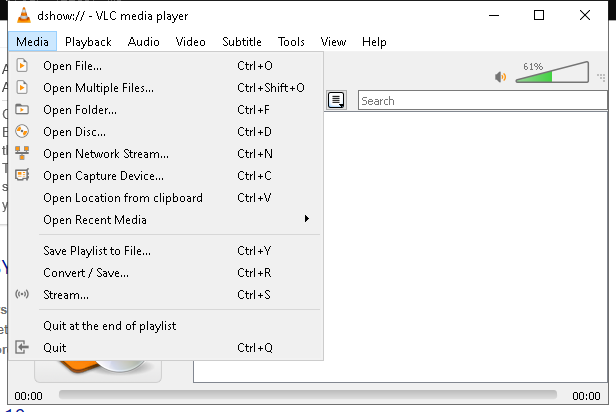 dshow:// - VLC media player
Media Playback Audio Video Subtitle Tools View Help
Open File... Ctrl+O
Open Multiple Files... Ctrl+Shift+O
Open Folder... Ctrl+F
Open Disc... Ctrl+D
Open Network Stream... Ctrl+N
Open Capture Device... Ctrl+C
Open Location from clipboard Ctrl+V
Open Recent Media
Save Playlist to File... Ctrl+Y
Convert / Save... Ctrl+R
Stream... Ctrl+S
Quit at the end of playlist
Quit Ctrl+Q
61%
Search
00:00 00:00